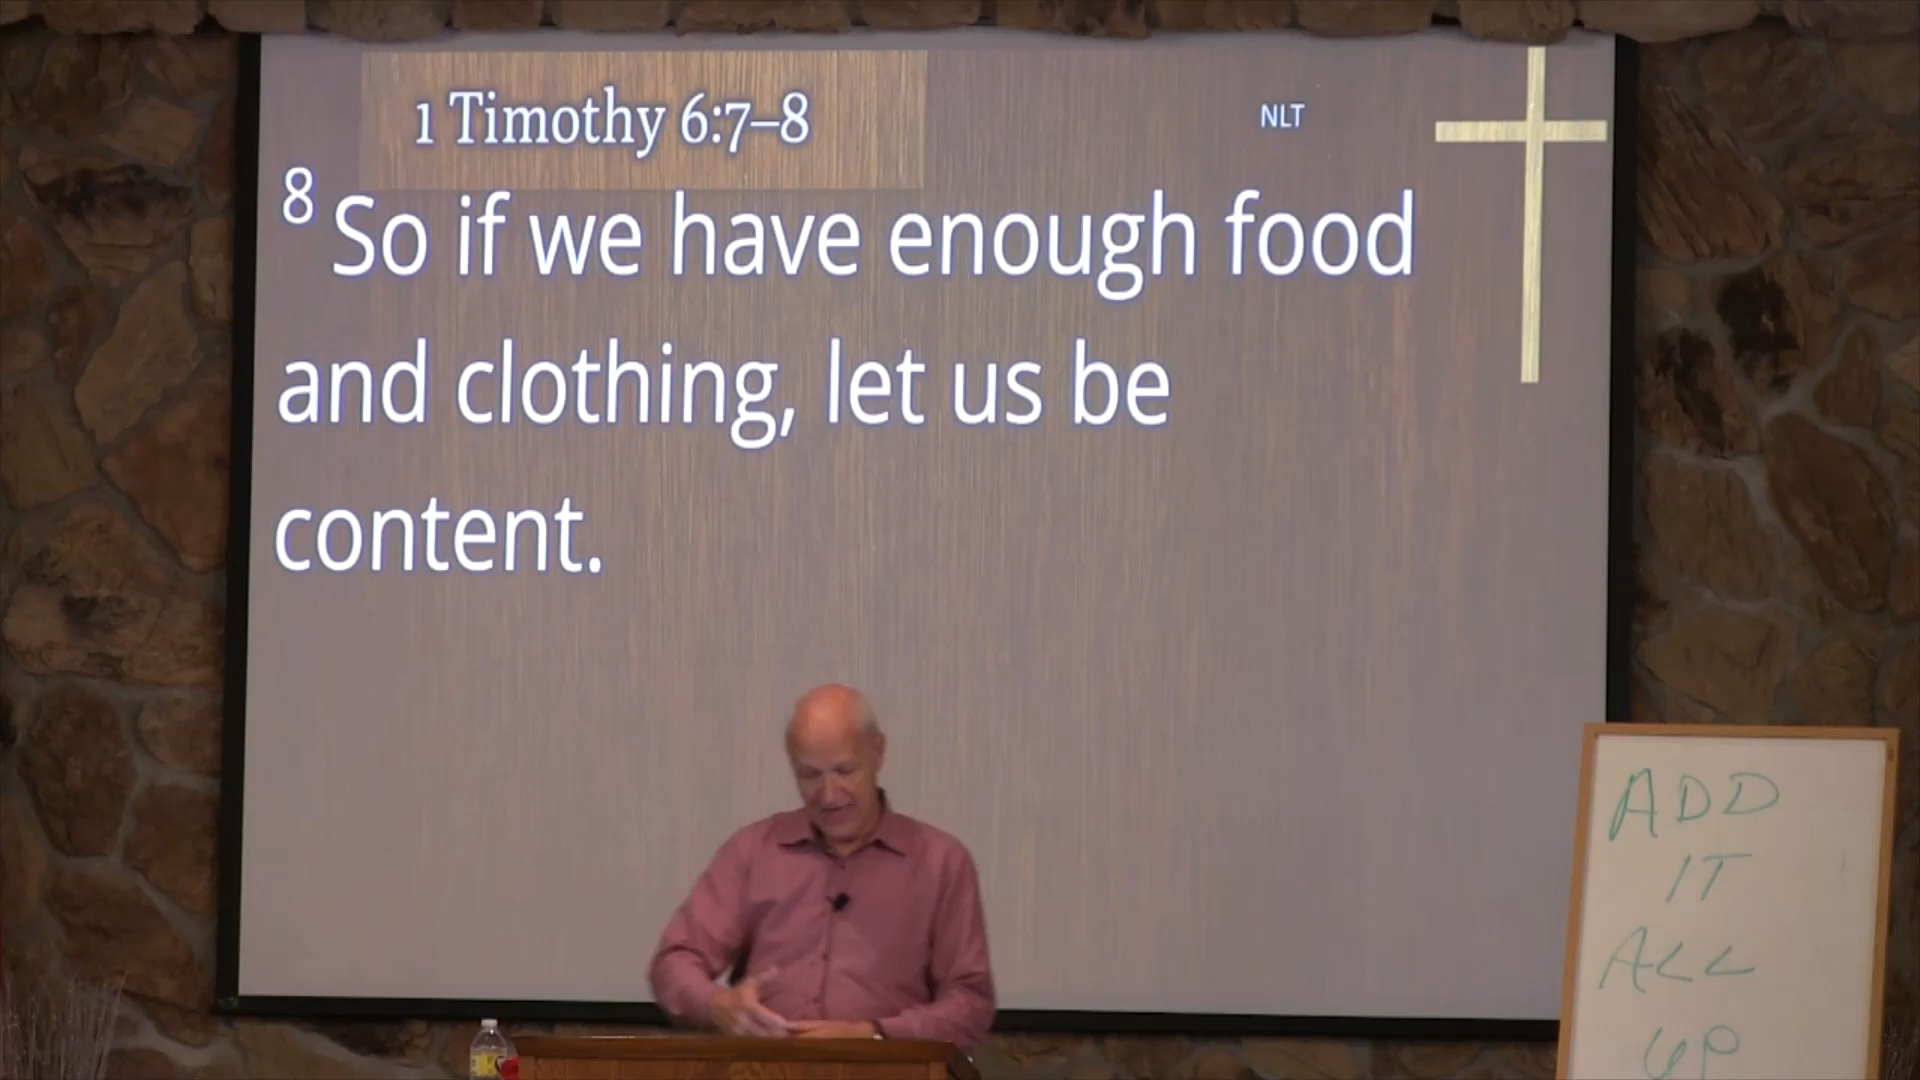 1 Timothy 6:7–8
NLT
8 So if we have enough food
and clothing, let us be
content.
ADD
IT
ALL
UP